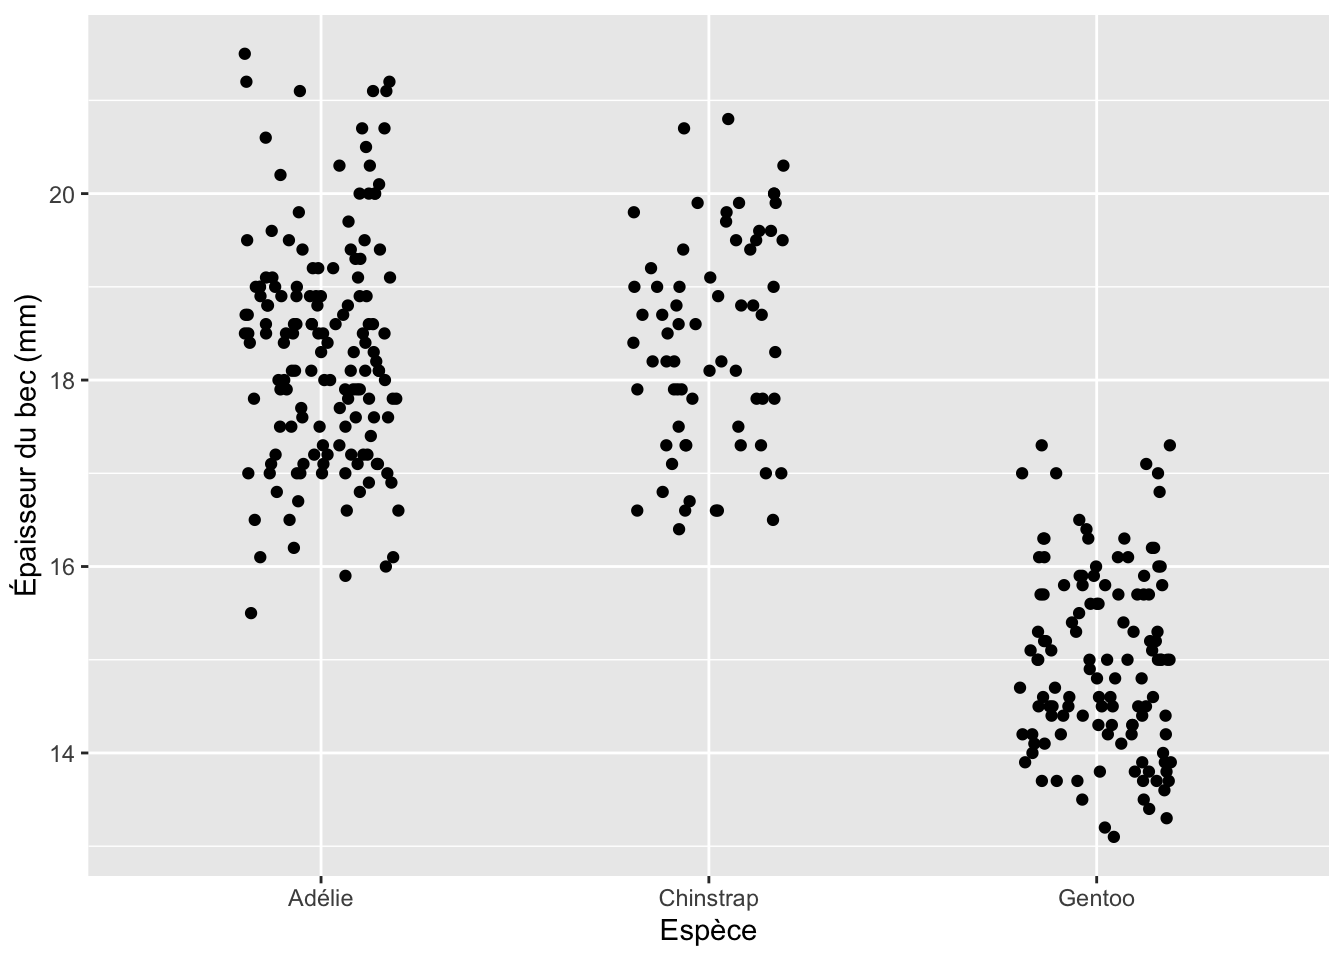 Épaisseur du bec (mm)
20
18
16
14
Adélie
Chinstrap
Gentoo
Espèce